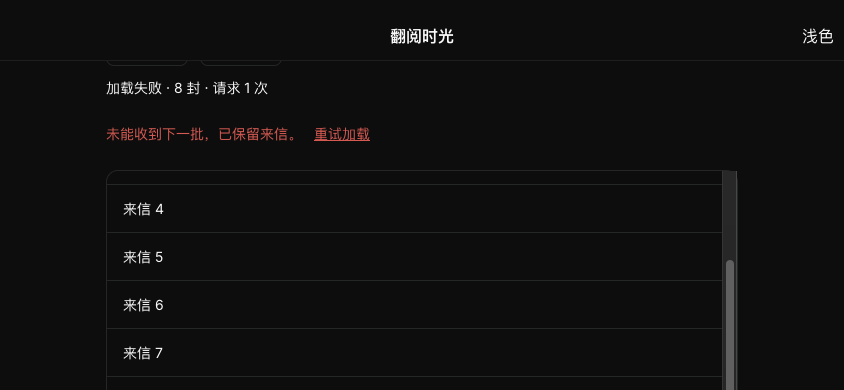 翻阅时光
浅色
加载失败 · 8 封 · 请求 1 次
未能收到下一批，已保留来信。 重试加载
来信 4
来信 5
来信 6
来信 7